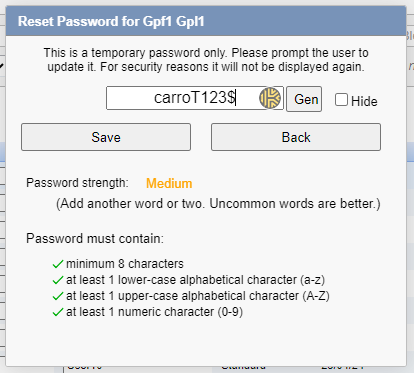 Reset Password for Gpf1 Gpl1
This is a temporary password only. Please prompt the user to
update it. For security reasons it will not be displayed again.
carroT123$ Gen Hide
Save Back
Password strength: Medium
(Add another word or two. Uncommon words are better.)
Password must contain:
minimum 8 characters
at least 1 lower-case alphabetical character (a-z)
at least 1 upper-case alphabetical character (A-Z)
at least 1 numeric character (0-9)